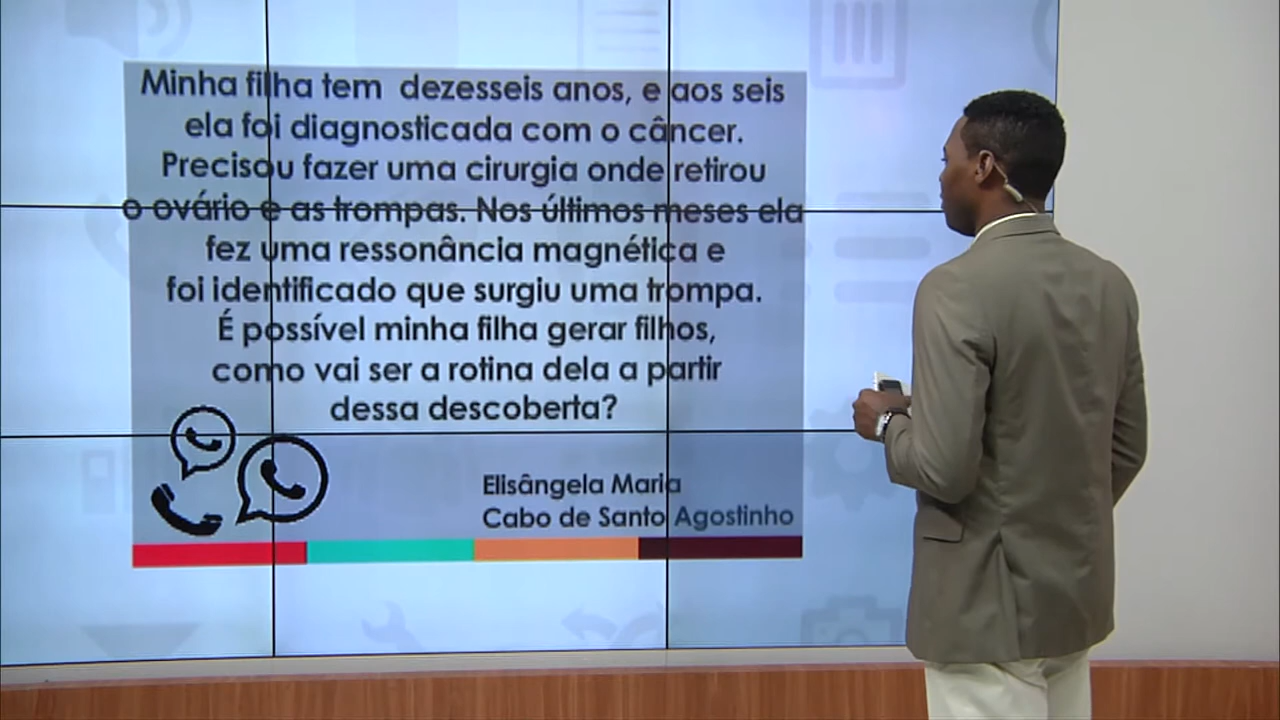 Minha filha tem dezesseis anos, e aos seis
ela foi diagnosticada com o câncer.
Precisou fazer uma cirurgia onde retirou
o ovário e as trompas. Nos últimos meses ela
fez uma ressonância magnética e
foi identificado que surgiu uma trompa.
É possível minha filha gerar filhos,
como vai ser a rotina dela a partir
dessa descoberta?
Elisângela Maria
Cabo de Santo Agostinho